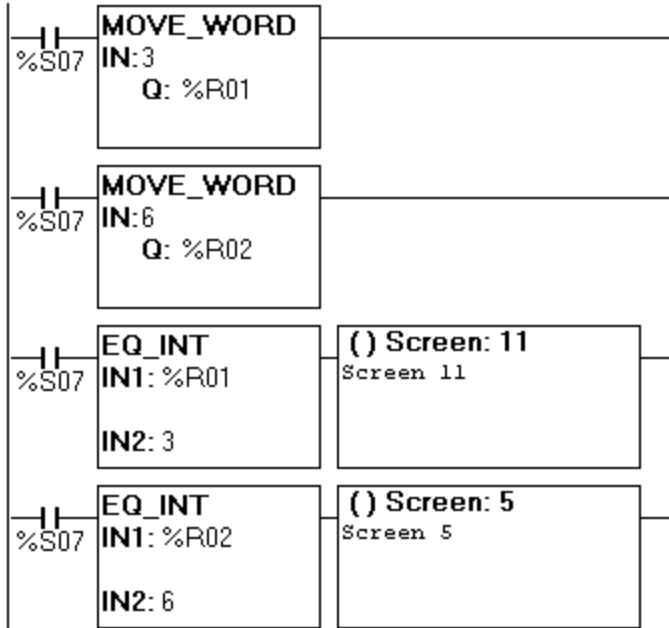 MOVE_WORD
%S07 IN:3
Q: %R01
MOVE_WORD
%S07 IN:6
Q: %R02
EQ_INT () Screen: 11
%S07 IN1: %R01 Screen 11
IN2: 3
EQ_INT () Screen: 5
%S07 IN1: %R02 Screen 5
IN2: 6